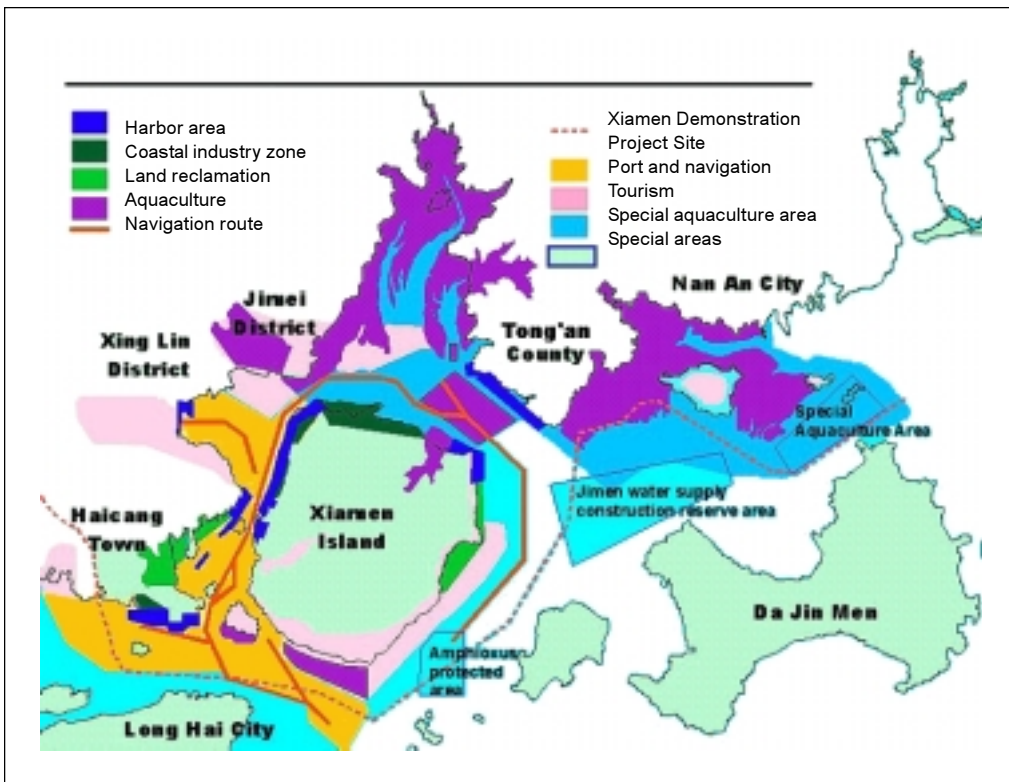 Harbor area
Coastal industry zone
Land reclamation
Aquaculture
Navigation route
Xiamen Demonstration
Project Site
Port and navigation
Tourism
Special aquaculture area
Special areas
Jimei
District
Nan An City
Xing Lin
District
Tong'an
County
Special
Aquaculture Area
Jimen water supply
construction reserve area
Haicang
Town
Xiamen
Island
Da Jin Men
Amphioxus
protected
area
Long Hai City